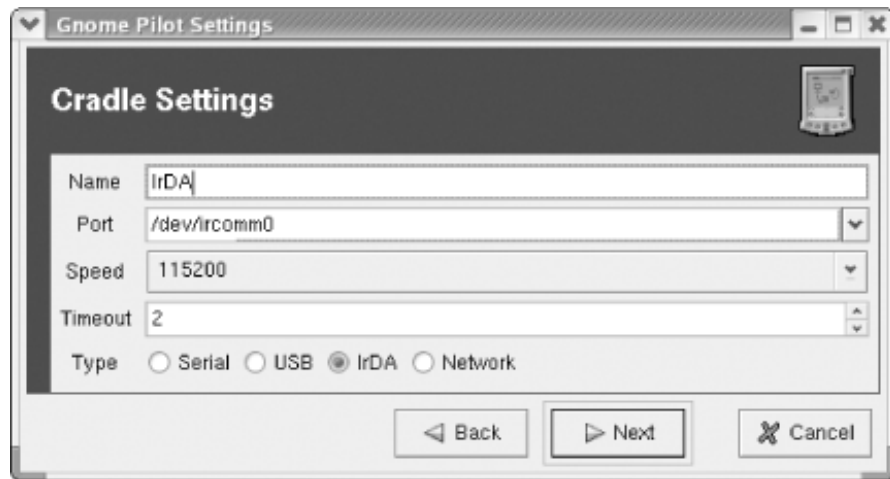 Gnome Pilot Settings
Cradle Settings
Name IrDA
Port /dev/ircomm0
Speed 115200
Timeout 2
Type Serial USB IrDA Network
Back Next Cancel